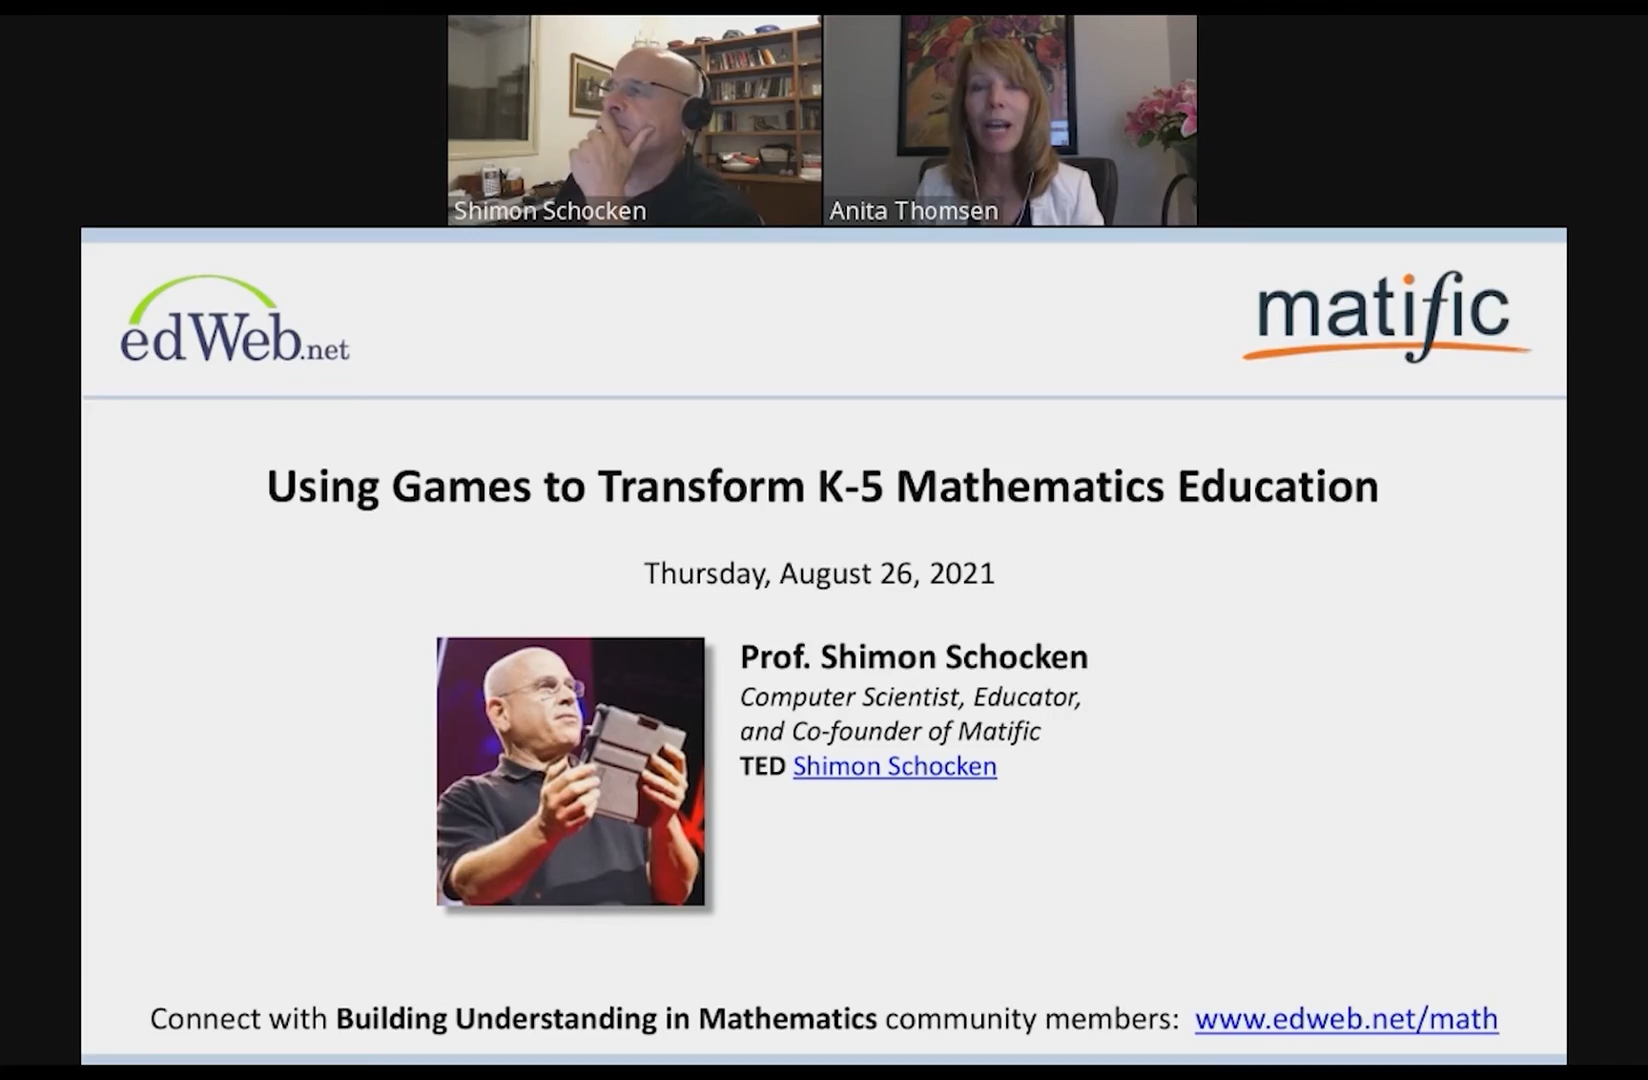 Shimon Schocken
Anita Thomsen
edWeb.net
matific
Using Games to Transform K-5 Mathematics Education
Thursday, August 26, 2021
Prof. Shimon Schocken
Computer Scientist, Educator,
and Co-founder of Matific
TED Shimon Schocken
Connect with Building Understanding in Mathematics community members: www.edweb.net/math